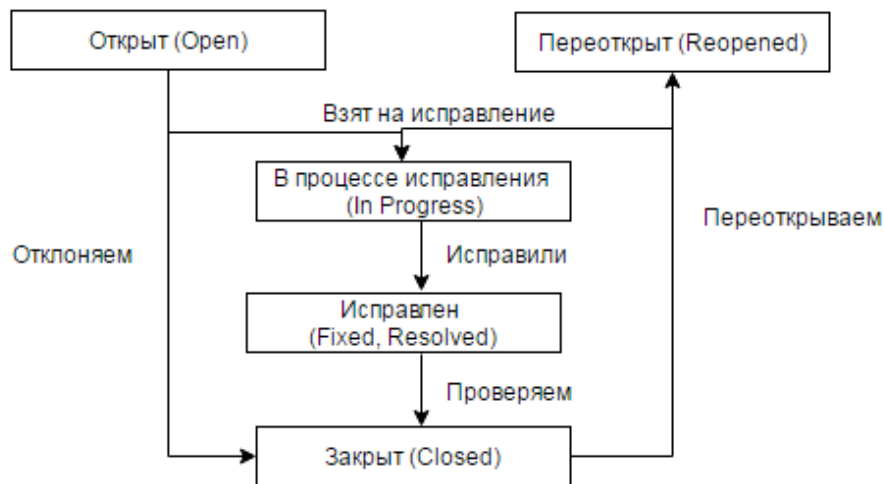 Открыт (Open)
Переоткрыт (Reopened)
Взят на исправление
В процессе исправления
(In Progress)
Переоткрываем
Отклоняем
Исправили
Исправлен
(Fixed, Resolved)
Проверяем
Закрыт (Closed)